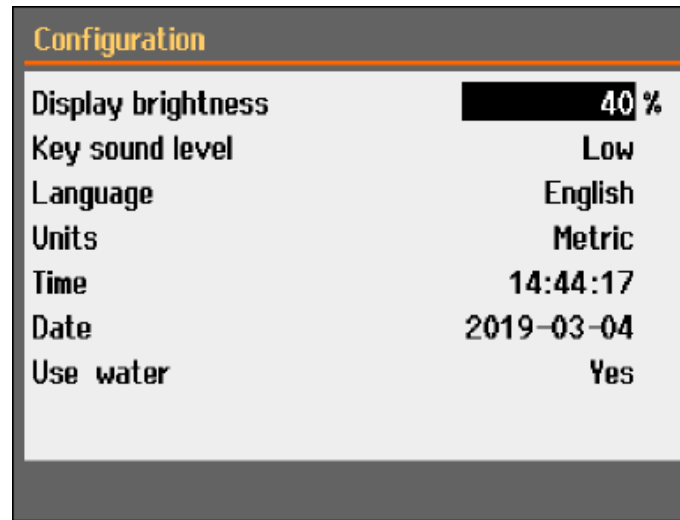 Configuration
Display brightness 40 %
Key sound level Low
Language English
Units Metric
Time 14:44:17
Date 2019-03-04
Use water Yes